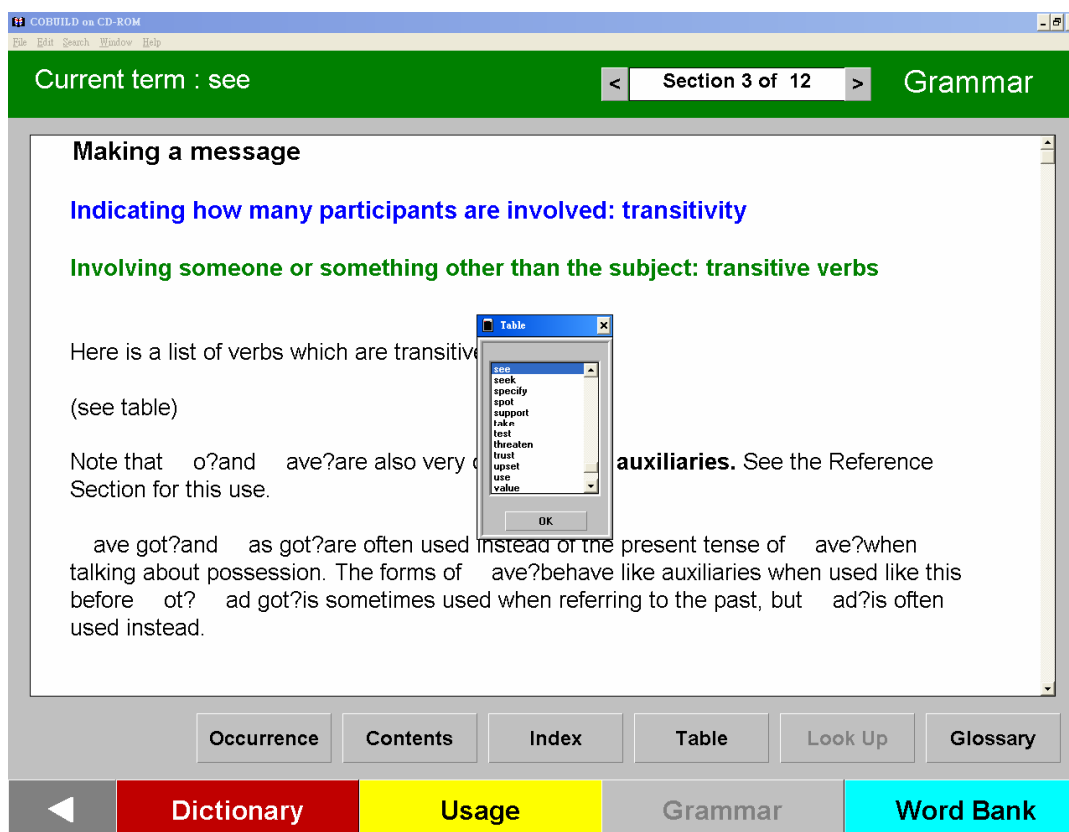 COBUILD on CD-ROM
File Edit Search Window Help
Current term : see
< Section 3 of 12 > Grammar
Making a message
Indicating how many participants are involved: transitivity
Involving someone or something other than the subject: transitive verbs
Table
Here is a list of verbs which are transitive
(see table)
Note that o?and ave?are also very auxiliaries. See the Reference
Section for this use.
see
seek
specify
spot
support
take
test
threaten
trust
upset
use
value
OK
ave got?and as got?are often used instead of the present tense of ave?when
talking about possession. The forms of ave?behave like auxiliaries when used like this
before ot? ad got?is sometimes used when referring to the past, but ad?is often
used instead.
Occurrence Contents Index Table Look Up Glossary
Dictionary Usage Grammar Word Bank